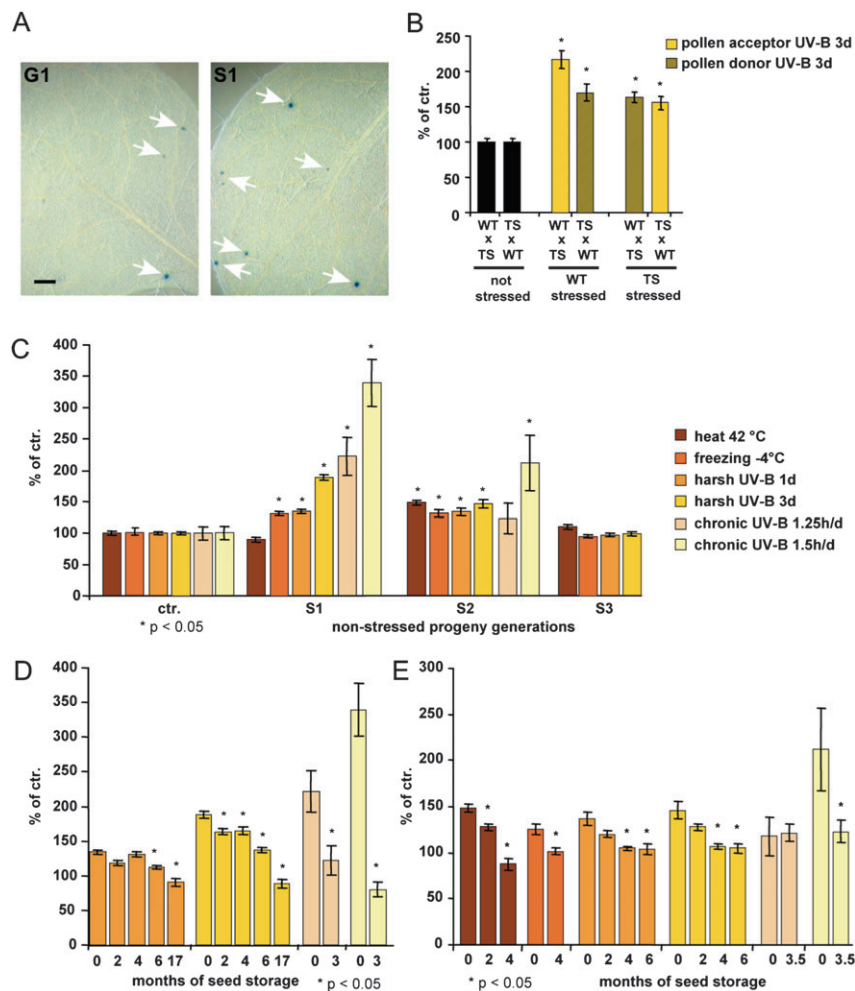 A
G1
S1
B
% of ctr.
250
200
150
100
50
0
* * * *
WT TS WT TS WT TS
x x x x x x
TS WT TS WT TS WT
not stressed
WT stressed
TS stressed
pollen acceptor UV-B 3d
pollen donor UV-B 3d
C
% of ctr.
400
350
300
250
200
150
100
50
0
* * * * *
* * * * *
ctr. S1 S2 S3
* p < 0.05
non-stressed progeny generations
heat 42 °C
freezing -4°C
harsh UV-B 1d
harsh UV-B 3d
chronic UV-B 1.25h/d
chronic UV-B 1.5h/d
D
% of ctr.
400
350
300
250
200
150
100
50
0
* * * * * * * *
0 2 4 6 17 0 2 4 6 17 0 3 0 3
months of seed storage
* p < 0.05
E
% of ctr.
300
250
200
150
100
50
0
* * * * * * * *
0 2 4 0 4 0 2 4 6 0 2 4 6 0 3.5 0 3.5
* p < 0.05
months of seed storage